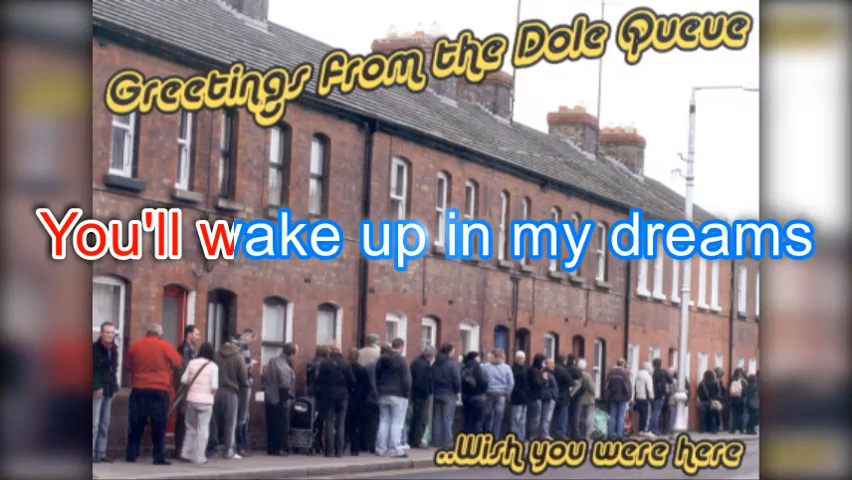 Greetings from the Dole Queue
You'll wake up in my dreams
..Wish you were here